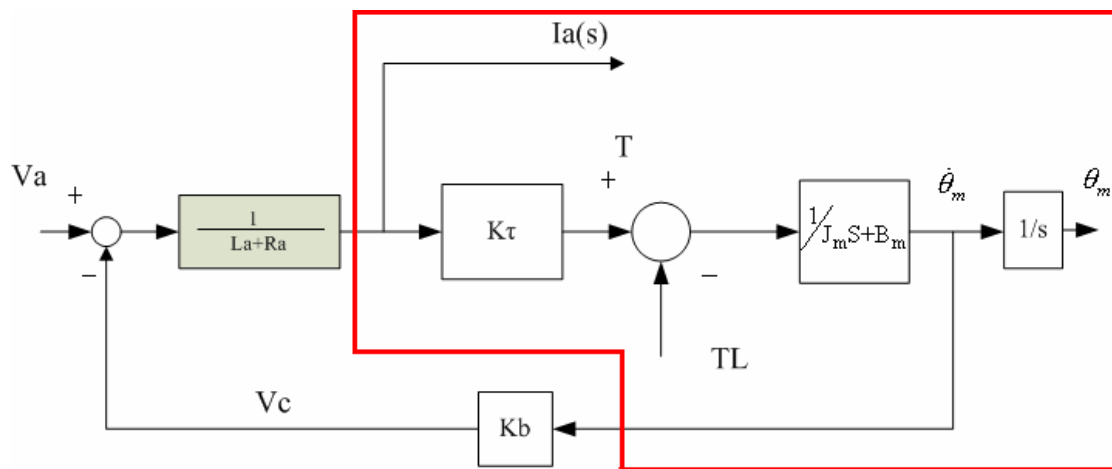 Ia(s)
T
Va
+
+
θ̇m
θm
1
La+Ra
Kτ
1/JmS+Bm
1/s
−
−
TL
Vc
Kb